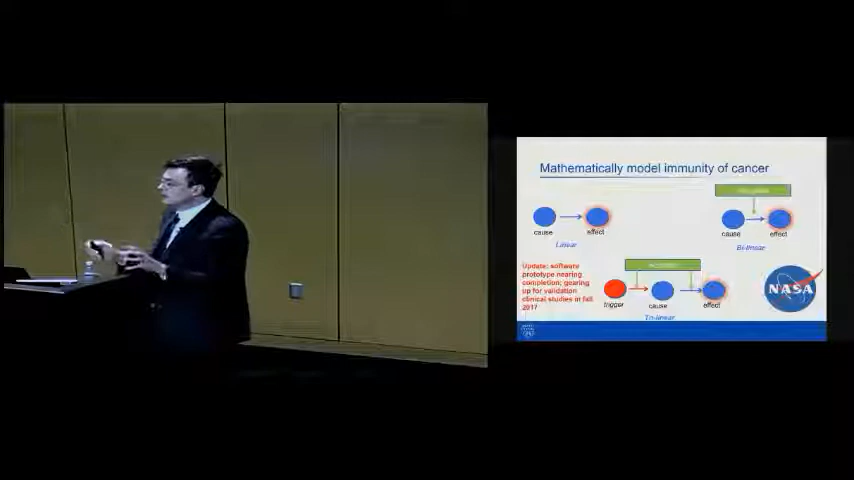 Mathematically model immunity of cancer
cause
effect
Linear
cause
effect
Bi-linear
Update: software
prototype nearing
completion; gearing
up for validation
clinical studies in fall
2017
trigger
cause
effect
Tri-linear
NASA